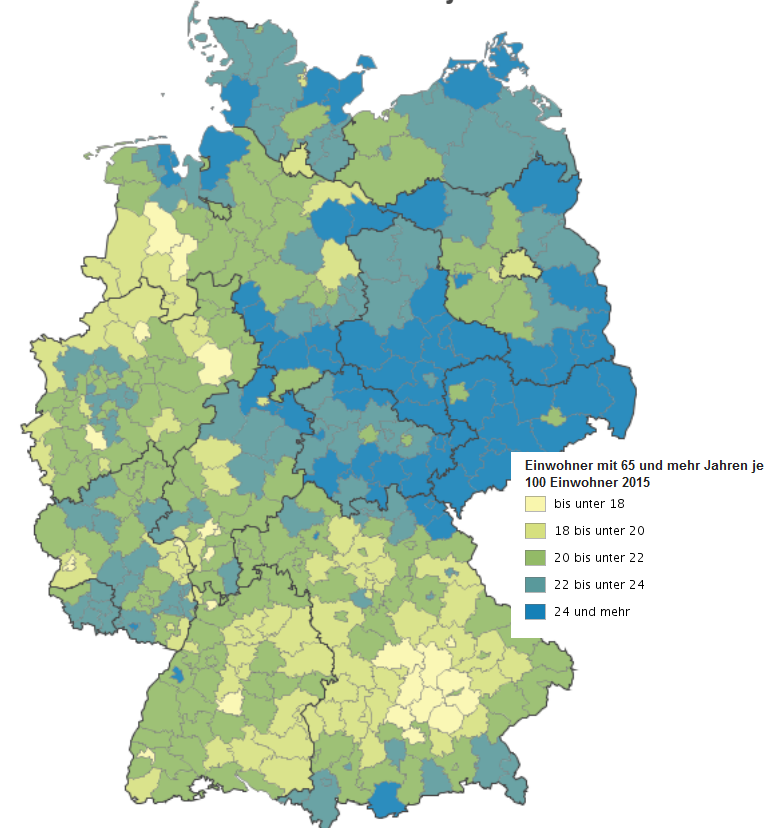 Einwohner mit 65 und mehr Jahren je
100 Einwohner 2015
bis unter 18
18 bis unter 20
20 bis unter 22
22 bis unter 24
24 und mehr